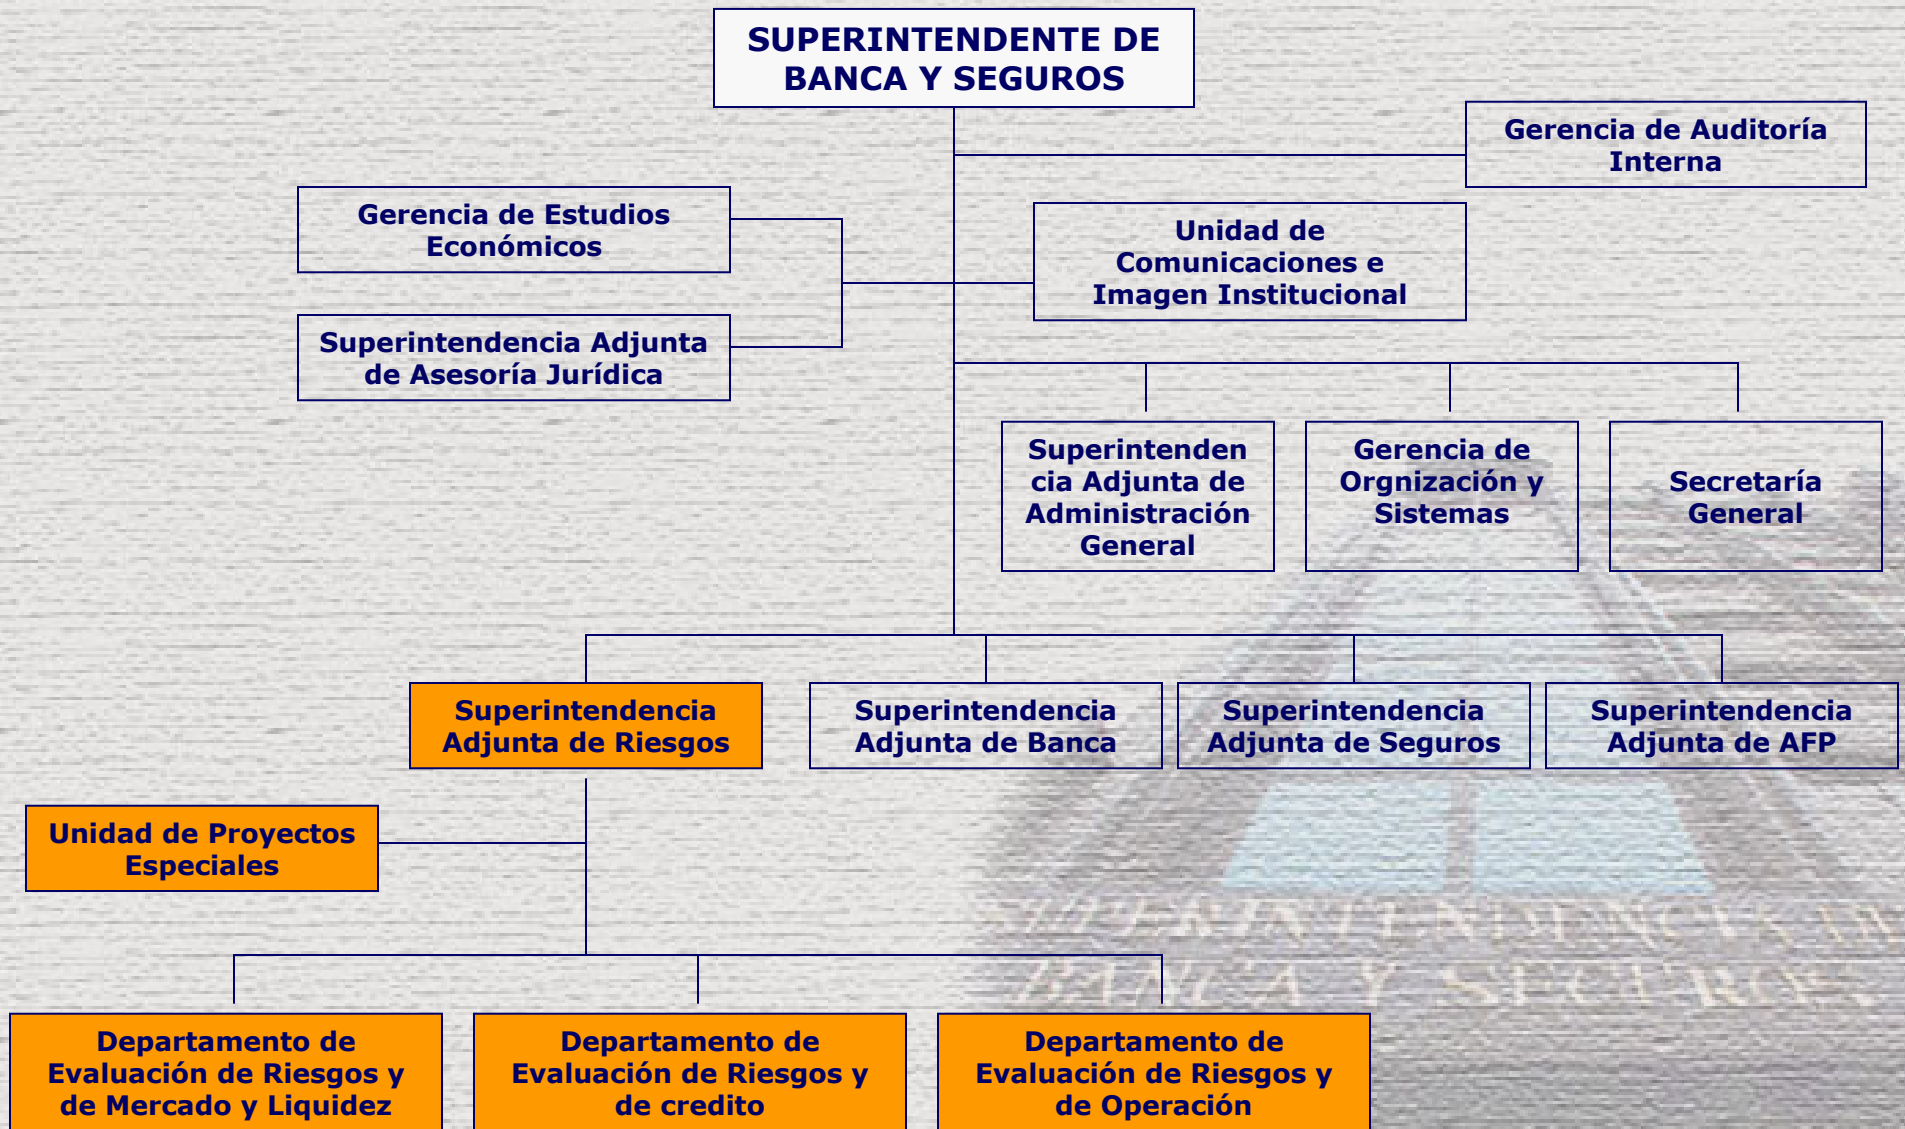 SUPERINTENDENTE DE
BANCA Y SEGUROS
Gerencia de Auditoría
Interna
Gerencia de Estudios
Económicos
Unidad de
Comunicaciones e
Imagen Institucional
Superintendencia Adjunta
de Asesoría Jurídica
Superintenden
cia Adjunta de
Administración
General
Gerencia de
Orgnización y
Sistemas
Secretaría
General
Superintendencia
Adjunta de Riesgos
Superintendencia
Adjunta de Banca
Superintendencia
Adjunta de Seguros
Superintendencia
Adjunta de AFP
Unidad de Proyectos
Especiales
SUPERINTENDENCIA DE
BANCA Y SEGUROS
Departamento de
Evaluación de Riesgos y
de Mercado y Liquidez
Departamento de
Evaluación de Riesgos y
de credito
Departamento de
Evaluación de Riesgos y
de Operación